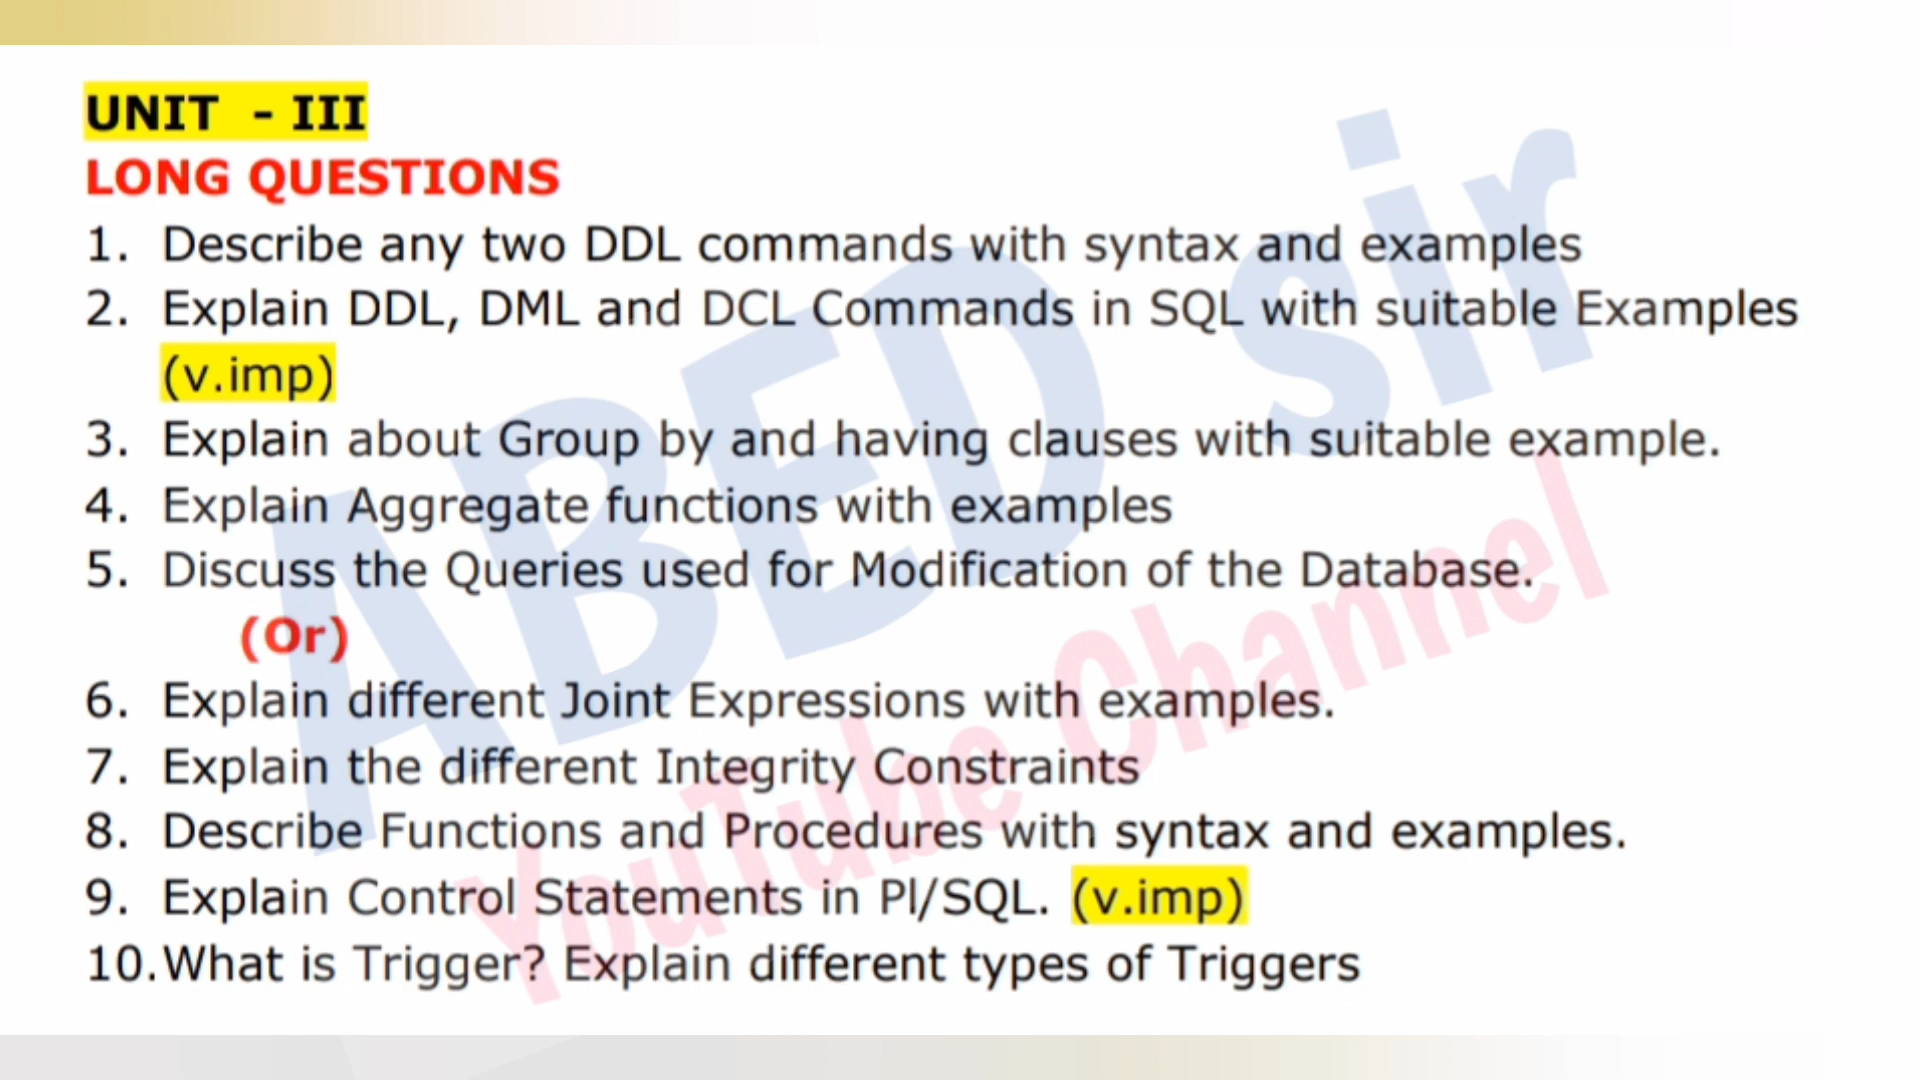 UNIT - III
LONG QUESTIONS
1. Describe any two DDL commands with syntax and examples
2. Explain DDL, DML and DCL Commands in SQL with suitable Examples
(v.imp)
3. Explain about Group by and having clauses with suitable example.
4. Explain Aggregate functions with examples
5. Discuss the Queries used for Modification of the Database.
(Or)
6. Explain different Joint Expressions with examples.
7. Explain the different Integrity Constraints
8. Describe Functions and Procedures with syntax and examples.
9. Explain Control Statements in Pl/SQL. (v.imp)
10.What is Trigger? Explain different types of Triggers
ABED sir
YouTube Channel